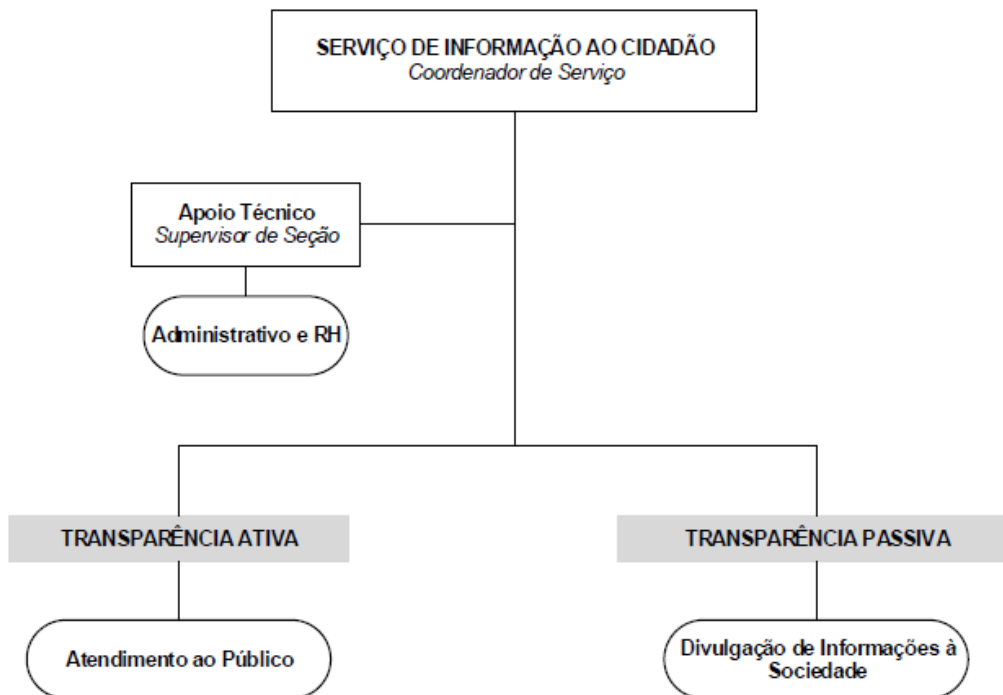 SERVIÇO DE INFORMAÇÃO AO CIDADÃO
Coordenador de Serviço
Apoio Técnico
Supervisor de Seção
Administrativo e RH
TRANSPARÊNCIA ATIVA
TRANSPARÊNCIA PASSIVA
Atendimento ao Público
Divulgação de Informações à
Sociedade